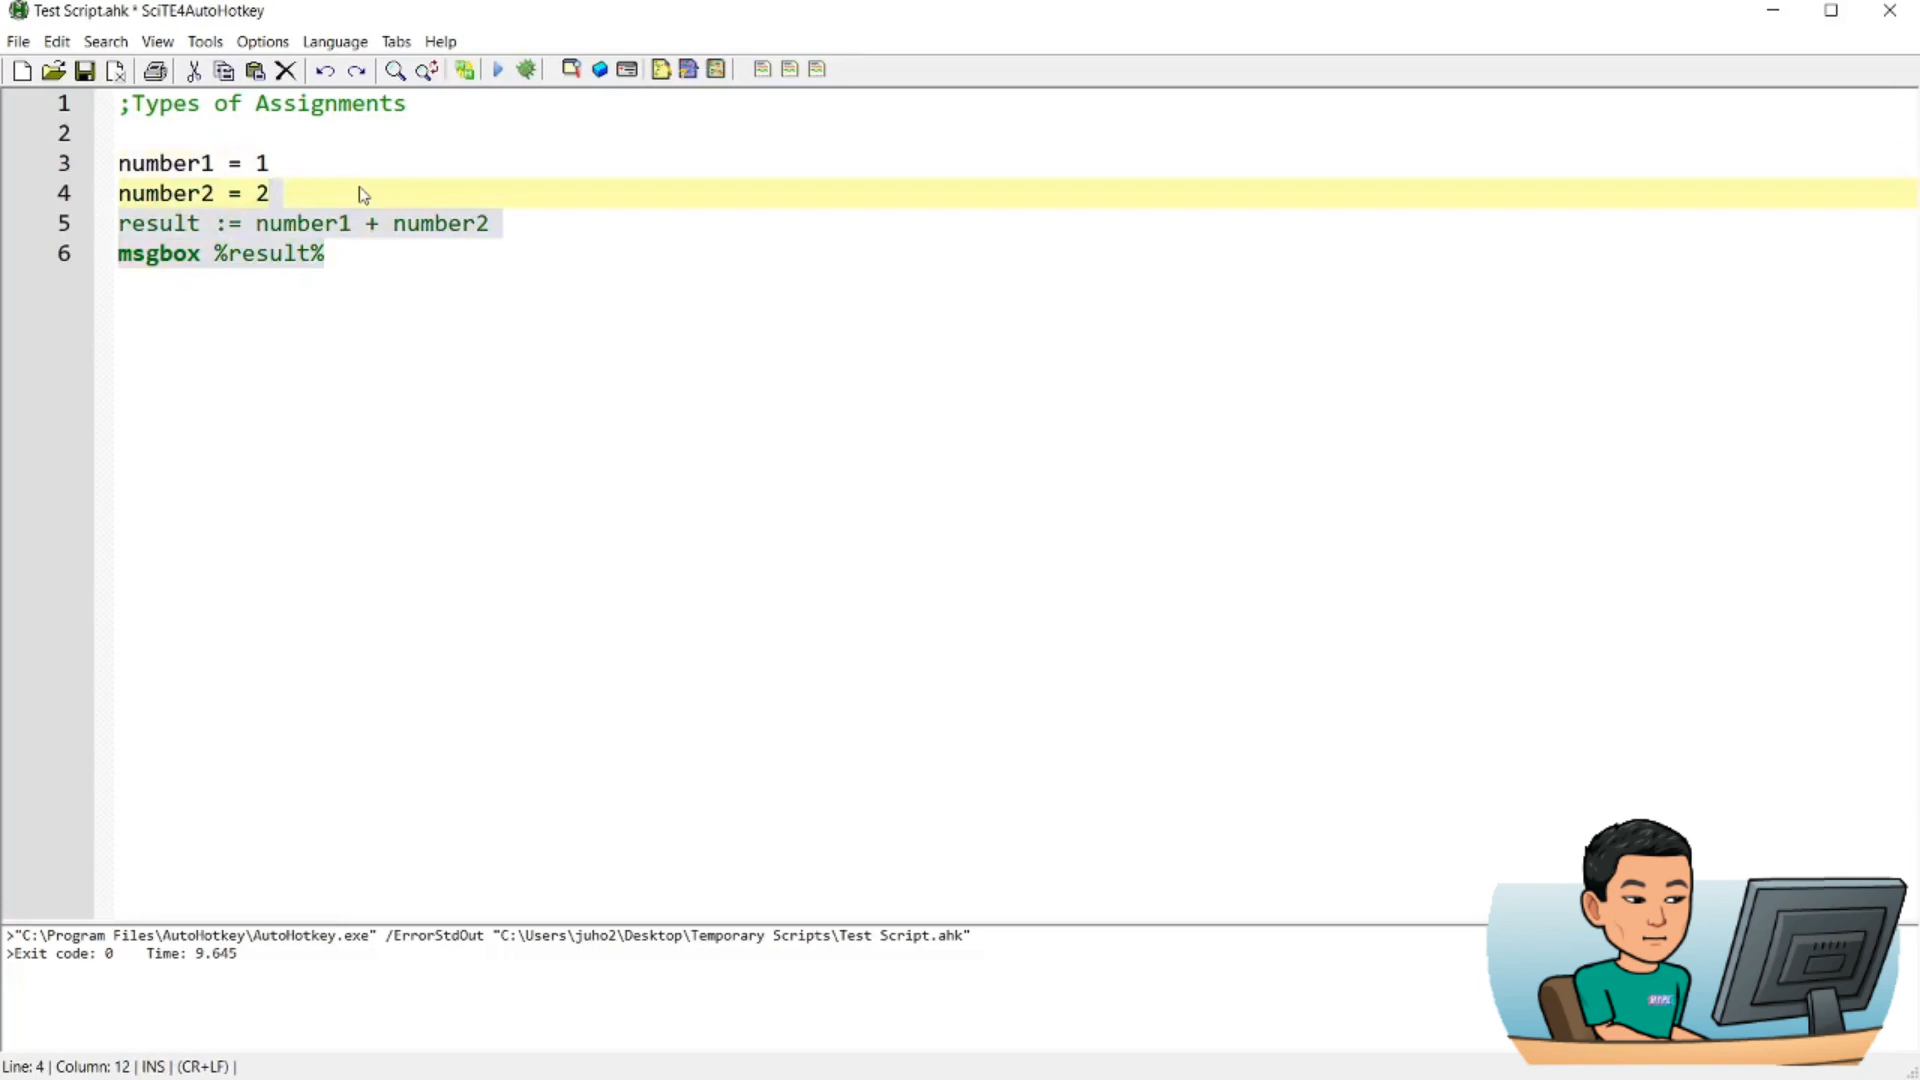 Test Script.ahk * SciTE4AutoHotkey
File Edit Search View Tools Options Language Tabs Help
1 ;Types of Assignments
2
3 number1 = 1
4 number2 = 2
5 result := number1 + number2
6 msgbox %result%
>"C:\Program Files\AutoHotkey\AutoHotkey.exe" /ErrorStdOut "C:\Users\juho2\Desktop\Temporary Scripts\Test Script.ahk"
>Exit code: 0 Time: 9.645
Line: 4 | Column: 12 | INS | (CR+LF) |